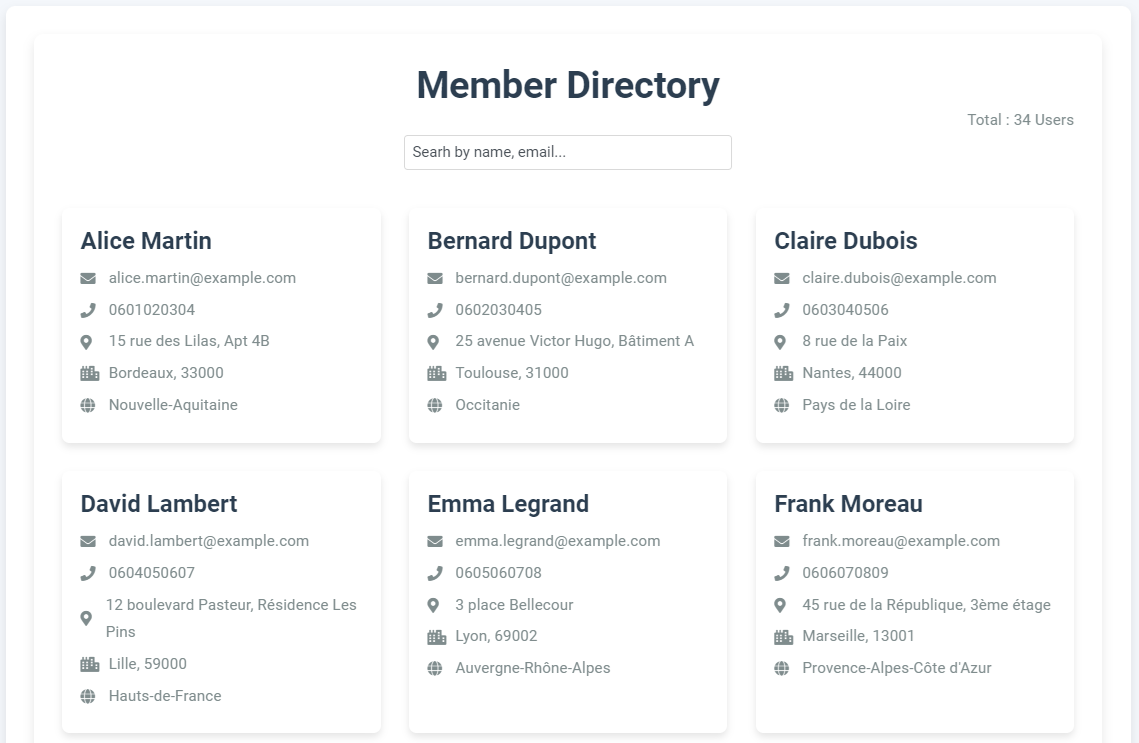 Member Directory
Total : 34 Users
Searh by name, email...
Alice Martin
alice.martin@example.com
0601020304
15 rue des Lilas, Apt 4B
Bordeaux, 33000
Nouvelle-Aquitaine
Bernard Dupont
bernard.dupont@example.com
0602030405
25 avenue Victor Hugo, Bâtiment A
Toulouse, 31000
Occitanie
Claire Dubois
claire.dubois@example.com
0603040506
8 rue de la Paix
Nantes, 44000
Pays de la Loire
David Lambert
david.lambert@example.com
0604050607
12 boulevard Pasteur, Résidence Les
Pins
Lille, 59000
Hauts-de-France
Emma Legrand
emma.legrand@example.com
0605060708
3 place Bellecour
Lyon, 69002
Auvergne-Rhône-Alpes
Frank Moreau
frank.moreau@example.com
0606070809
45 rue de la République, 3ème étage
Marseille, 13001
Provence-Alpes-Côte d'Azur